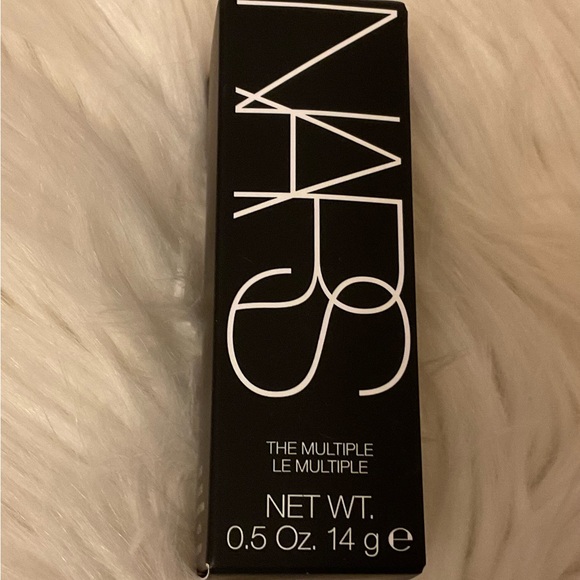 NARS
THE MULTIPLE
LE MULTIPLE
NET WT.
0.5 Oz. 14 g ℮